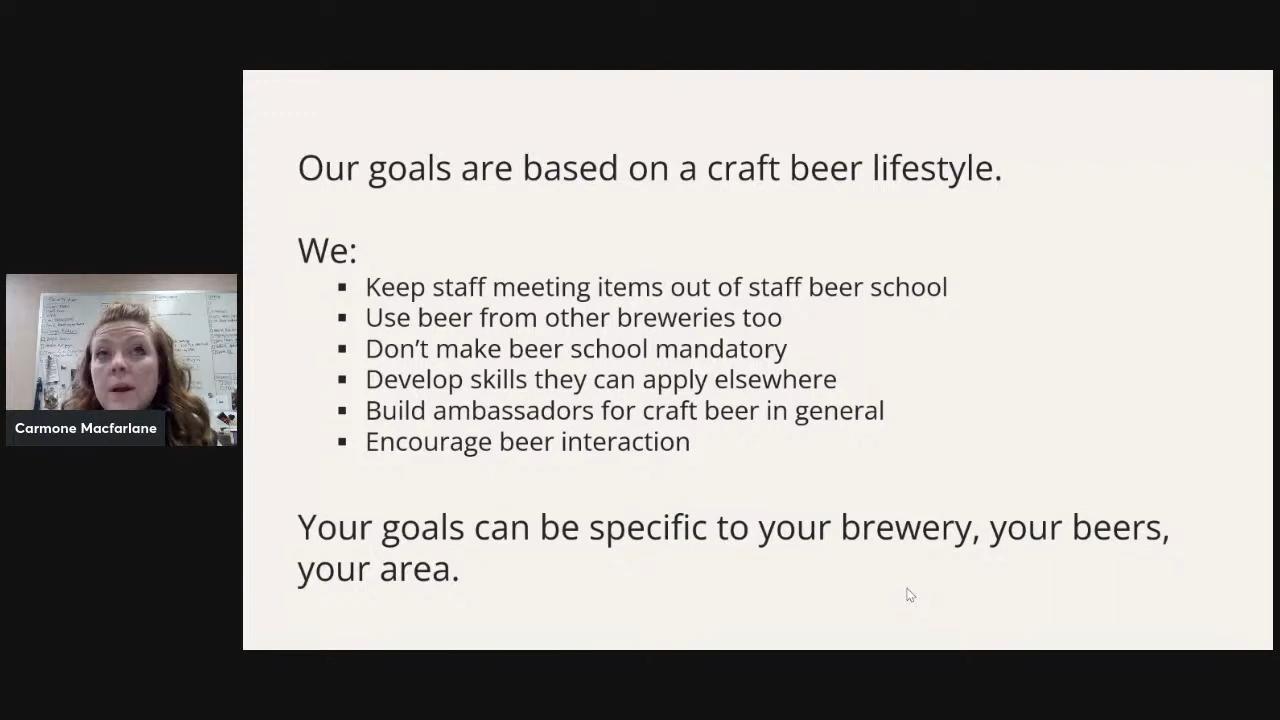 Our goals are based on a craft beer lifestyle.
We:
▪ Keep staff meeting items out of staff beer school
▪ Use beer from other breweries too
▪ Don’t make beer school mandatory
▪ Develop skills they can apply elsewhere
▪ Build ambassadors for craft beer in general
▪ Encourage beer interaction
Your goals can be specific to your brewery, your beers,
your area.
Carmone Macfarlane